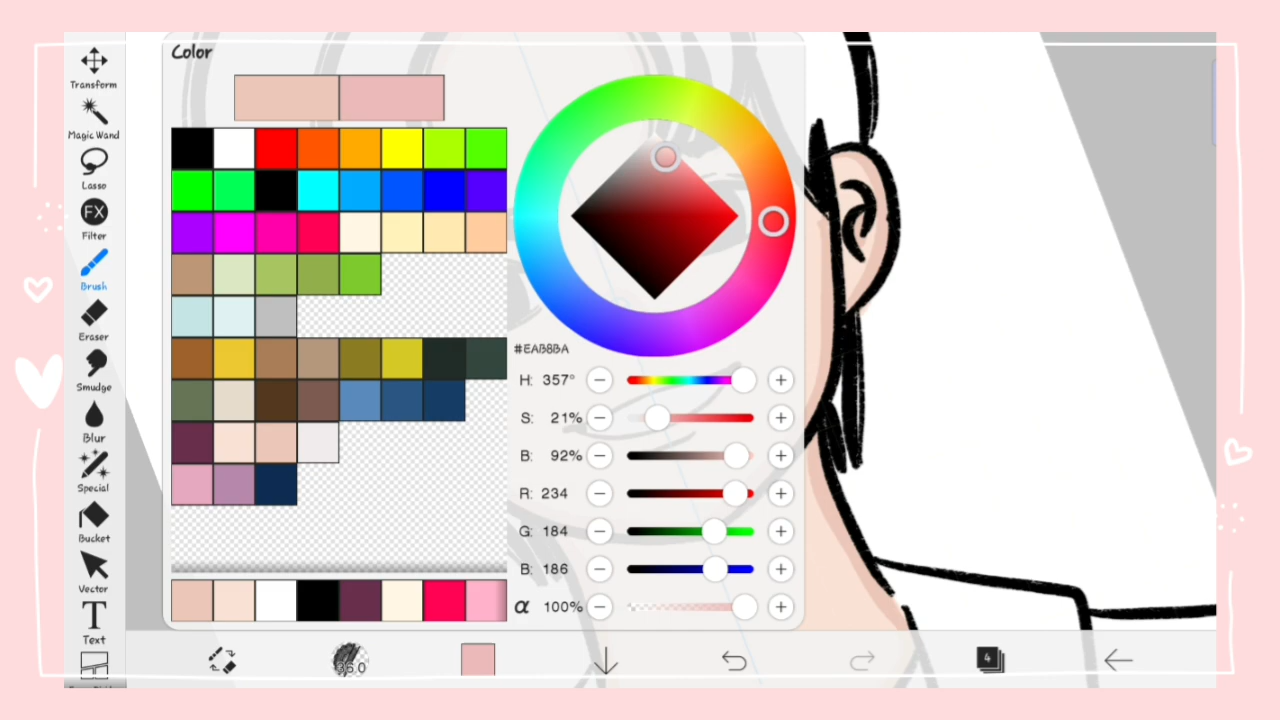 Color
Transform
Magic Wand
Lasso
FX
Filter
Brush
Eraser
Smudge
Blur
Special
Bucket
Vector
T
Text
#EAB8BA
H: 357°
S: 21%
B: 92%
R: 234
G: 184
B: 186
α 100%
36.0
4